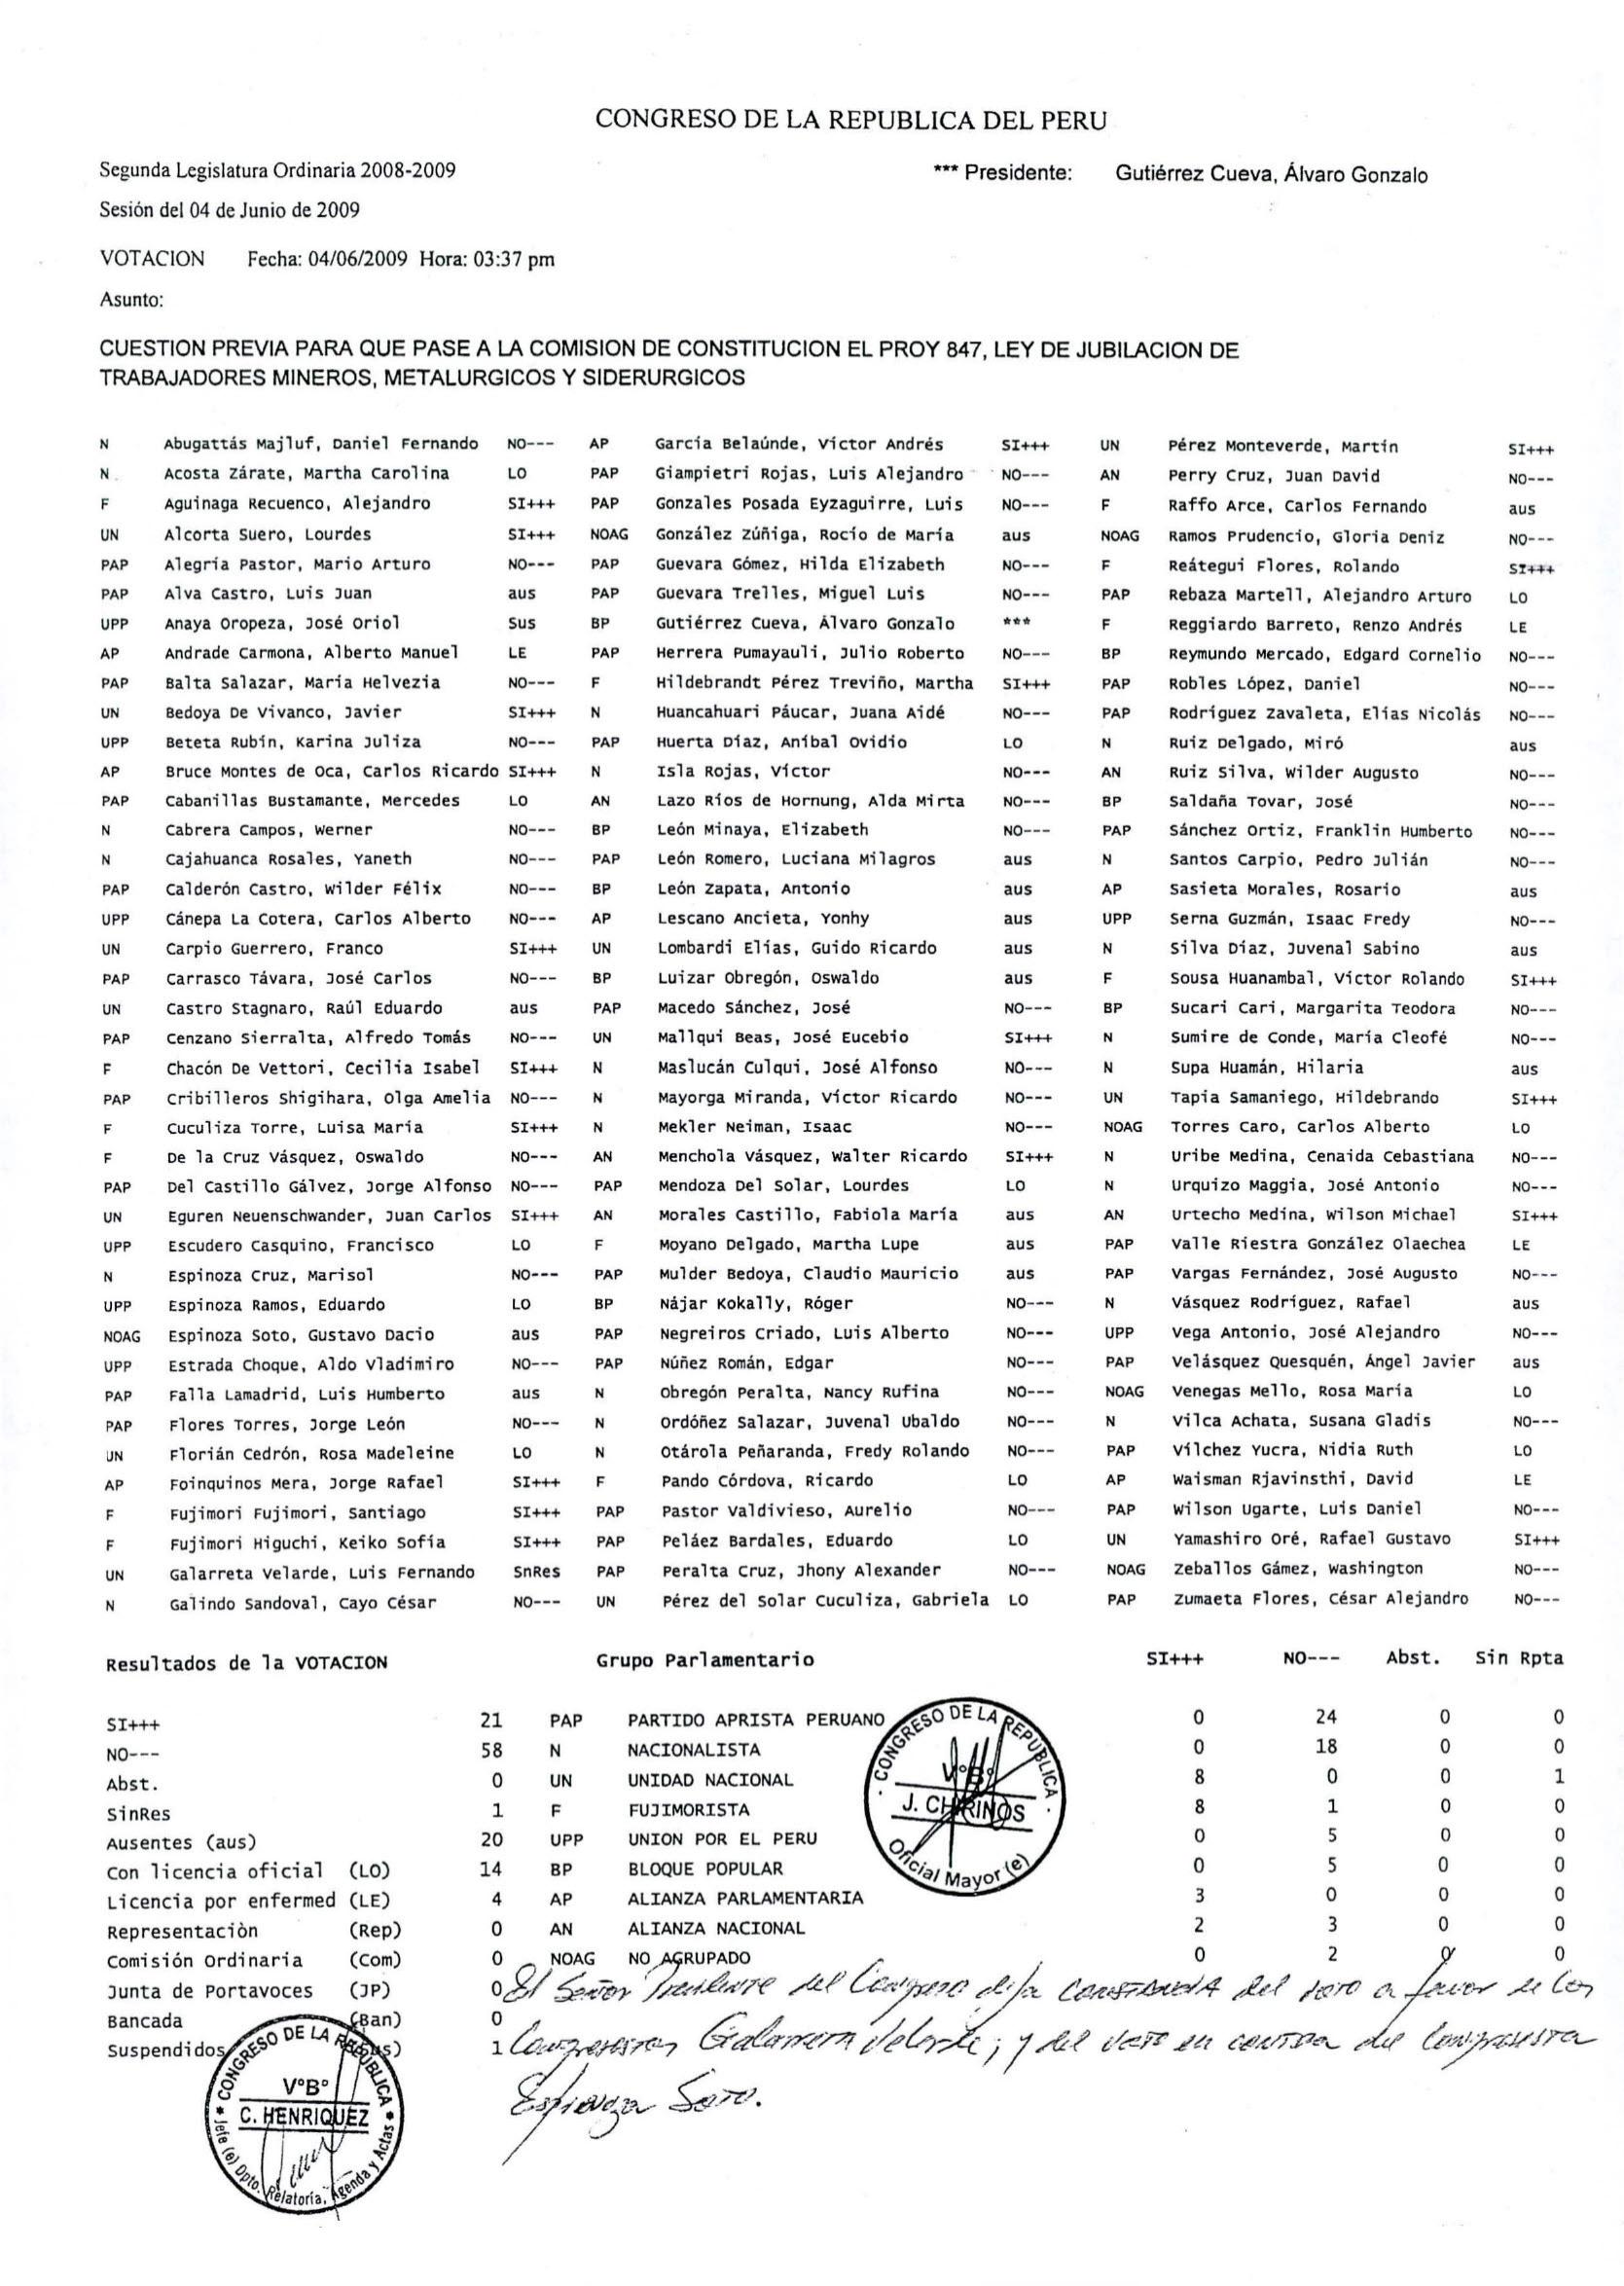 CONGRESO DE LA REPUBLICA DEL PERU
Segunda Legislatura Ordinaria 2008-2009 *** Presidente: Gutiérrez Cueva, Álvaro Gonzalo
Sesión del 04 de Junio de 2009
VOTACION Fecha: 04/06/2009 Hora: 03:37 pm
Asunto:
CUESTION PREVIA PARA QUE PASE A LA COMISION DE CONSTITUCION EL PROY 847, LEY DE JUBILACION DE
TRABAJADORES MINEROS, METALURGICOS Y SIDERURGICOS
N Abugattás Majluf, Daniel Fernando NO--- AP García Belaúnde, Víctor Andrés SI+++ UN Pérez Monteverde, Martín SI+++
N Acosta Zárate, Martha Carolina LO PAP Giampietri Rojas, Luis Alejandro NO--- AN Perry Cruz, Juan David NO---
F Aguinaga Recuenco, Alejandro SI+++ PAP Gonzales Posada Eyzaguirre, Luis NO--- F Raffo Arce, Carlos Fernando aus
UN Alcorta Suero, Lourdes SI+++ NOAG González Zúñiga, Rocío de María aus NOAG Ramos Prudencio, Gloria Deniz NO---
PAP Alegría Pastor, Mario Arturo NO--- PAP Guevara Gómez, Hilda Elizabeth NO--- F Reátegui Flores, Rolando SI+++
PAP Alva Castro, Luis Juan aus PAP Guevara Trelles, Miguel Luis NO--- PAP Rebaza Martell, Alejandro Arturo LO
UPP Anaya Oropeza, José Oriol Sus BP Gutiérrez Cueva, Álvaro Gonzalo *** F Reggiardo Barreto, Renzo Andrés LE
AP Andrade Carmona, Alberto Manuel LE PAP Herrera Pumayauli, Julio Roberto NO--- BP Reymundo Mercado, Edgard Cornelio NO---
PAP Balta Salazar, María Helvezia NO--- F Hildebrandt Pérez Treviño, Martha SI+++ PAP Robles López, Daniel NO---
UN Bedoya De Vivanco, Javier SI+++ N Huancahuari Páucar, Juana Aidé NO--- PAP Rodríguez Zavaleta, Elías Nicolás NO---
UPP Beteta Rubín, Karina Juliza NO--- PAP Huerta Díaz, Aníbal Ovidio LO N Ruiz Delgado, Miró aus
AP Bruce Montes de Oca, Carlos Ricardo SI+++ N Isla Rojas, Víctor NO--- AN Ruiz Silva, Wilder Augusto NO---
PAP Cabanillas Bustamante, Mercedes LO AN Lazo Ríos de Hornung, Alda Mirta NO--- BP Saldaña Tovar, José NO---
N Cabrera Campos, Werner NO--- BP León Minaya, Elizabeth NO--- PAP Sánchez Ortiz, Franklin Humberto NO---
N Cajahuanca Rosales, Yaneth NO--- PAP León Romero, Luciana Milagros aus N Santos Carpio, Pedro Julián NO---
PAP Calderón Castro, Wilder Félix NO--- BP León Zapata, Antonio aus AP Sasieta Morales, Rosario aus
UPP Cánepa La Cotera, Carlos Alberto NO--- AP Lescano Ancieta, Yonhy aus UPP Serna Guzmán, Isaac Fredy NO---
UN Carpio Guerrero, Franco SI+++ UN Lombardi Elías, Guido Ricardo aus N Silva Díaz, Juvenal Sabino aus
PAP Carrasco Távara, José Carlos NO--- BP Luizar Obregón, Oswaldo aus F Sousa Huanambal, Víctor Rolando SI+++
UN Castro Stagnaro, Raúl Eduardo aus PAP Macedo Sánchez, José NO--- BP Sucari Cari, Margarita Teodora NO---
PAP Cenzano Sierralta, Alfredo Tomás NO--- UN Mallqui Beas, José Eucebio SI+++ N Sumire de Conde, María Cleofé NO---
F Chacón De Vettori, Cecilia Isabel SI+++ N Maslucán Culqui, José Alfonso NO--- N Supa Huamán, Hilaria aus
PAP Cribilleros Shigihara, Olga Amelia NO--- N Mayorga Miranda, Víctor Ricardo NO--- UN Tapia Samaniego, Hildebrando SI+++
F Cuculiza Torre, Luisa María SI+++ N Mekler Neiman, Isaac NO--- NOAG Torres Caro, Carlos Alberto LO
F De la Cruz Vásquez, Oswaldo NO--- AN Menchola Vásquez, Walter Ricardo SI+++ N Uribe Medina, Cenaida Cebastiana NO---
PAP Del Castillo Gálvez, Jorge Alfonso NO--- PAP Mendoza Del Solar, Lourdes LO N Urquizo Maggia, José Antonio NO---
UN Eguren Neuenschwander, Juan Carlos SI+++ AN Morales Castillo, Fabiola María aus AN Urtecho Medina, Wilson Michael SI+++
UPP Escudero Casquino, Francisco LO F Moyano Delgado, Martha Lupe aus PAP Valle Riestra González Olaechea LE
N Espinoza Cruz, Marisol NO--- PAP Mulder Bedoya, Claudio Mauricio aus PAP Vargas Fernández, José Augusto NO---
UPP Espinoza Ramos, Eduardo LO BP Nájar Kokally, Róger NO--- N Vásquez Rodríguez, Rafael aus
NOAG Espinoza Soto, Gustavo Dacio aus PAP Negreiros Criado, Luis Alberto NO--- UPP Vega Antonio, José Alejandro NO---
UPP Estrada Choque, Aldo Vladimiro NO--- PAP Núñez Román, Edgar NO--- PAP Velásquez Quesquén, Ángel Javier aus
PAP Falla Lamadrid, Luis Humberto aus N Obregón Peralta, Nancy Rufina NO--- NOAG Venegas Mello, Rosa María LO
PAP Flores Torres, Jorge León NO--- N Ordóñez Salazar, Juvenal Ubaldo NO--- N Vilca Achata, Susana Gladis NO---
UN Florián Cedrón, Rosa Madeleine LO N Otárola Peñaranda, Fredy Rolando NO--- PAP Vílchez Yucra, Nidia Ruth LO
AP Foinquinos Mera, Jorge Rafael SI+++ F Pando Córdova, Ricardo LO AP Waisman Rjavinsthi, David LE
F Fujimori Fujimori, Santiago SI+++ PAP Pastor Valdivieso, Aurelio NO--- PAP Wilson Ugarte, Luis Daniel NO---
F Fujimori Higuchi, Keiko Sofía SI+++ PAP Peláez Bardales, Eduardo LO UN Yamashiro Oré, Rafael Gustavo SI+++
UN Galarreta Velarde, Luis Fernando SnRes PAP Peralta Cruz, Jhony Alexander NO--- NOAG Zeballos Gámez, Washington NO---
N Galindo Sandoval, Cayo César NO--- UN Pérez del Solar Cuculiza, Gabriela LO PAP Zumaeta Flores, César Alejandro NO---
Resultados de la VOTACION Grupo Parlamentario SI+++ NO--- Abst. Sin Rpta
SI+++ 21 PAP PARTIDO APRISTA PERUANO 0 24 0 0
NO--- 58 N NACIONALISTA 0 18 0 0
Abst. 0 UN UNIDAD NACIONAL 8 0 0 1
SinRes 1 F FUJIMORISTA 8 1 0 0
Ausentes (aus) 20 UPP UNION POR EL PERU 0 5 0 0
Con licencia oficial (LO) 14 BP BLOQUE POPULAR 0 5 0 0
Licencia por enfermed (LE) 4 AP ALIANZA PARLAMENTARIA 3 0 0 0
Representaciòn (Rep) 0 AN ALIANZA NACIONAL 2 3 0 0
Comisión Ordinaria (Com) 0 NOAG NO AGRUPADO 0 2 0 0
Junta de Portavoces (JP) 0
Bancada (Ban) 0
Suspendidos (Sus) 1
CONGRESO DE LA REPUBLICA
V°B°
J. CHIRINOS
Oficial Mayor (e)
El Señor Presidente del Congreso deja CONSTANCIA del voto a favor de los
Congresistas Galarreta Velarde; y del voto en contra del Congresista
Espinoza Soto.
CONGRESO DE LA REPUBLICA
V°B°
C. HENRIQUEZ
Jefe (e) Dpto. Relatoría, Agenda y Actas